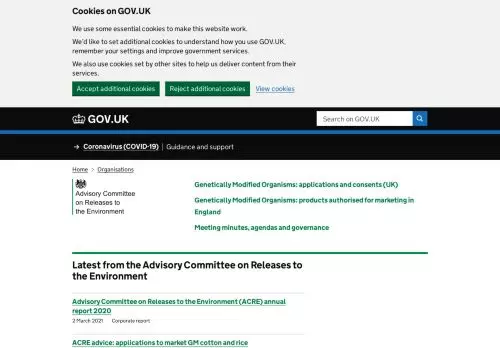 Cookies on GOV.UK
We use some essential cookies to make this website work.
We'd like to set additional cookies to understand how you use GOV.UK,
remember your settings and improve government services.
We also use cookies set by other sites to help us deliver content from their
services.
Accept additional cookies Reject additional cookies View cookies
GOV.UK Search on GOV.UK
→ Coronavirus (COVID-19) Guidance and support
Home > Organisations
Advisory Committee
on Releases to
the Environment
Genetically Modified Organisms: applications and consents (UK)
Genetically Modified Organisms: products authorised for marketing in
England
Meeting minutes, agendas and governance
Latest from the Advisory Committee on Releases to
the Environment
Advisory Committee on Releases to the Environment (ACRE) annual
report 2020
2 March 2021 Corporate report
ACRE advice: applications to market GM cotton and rice